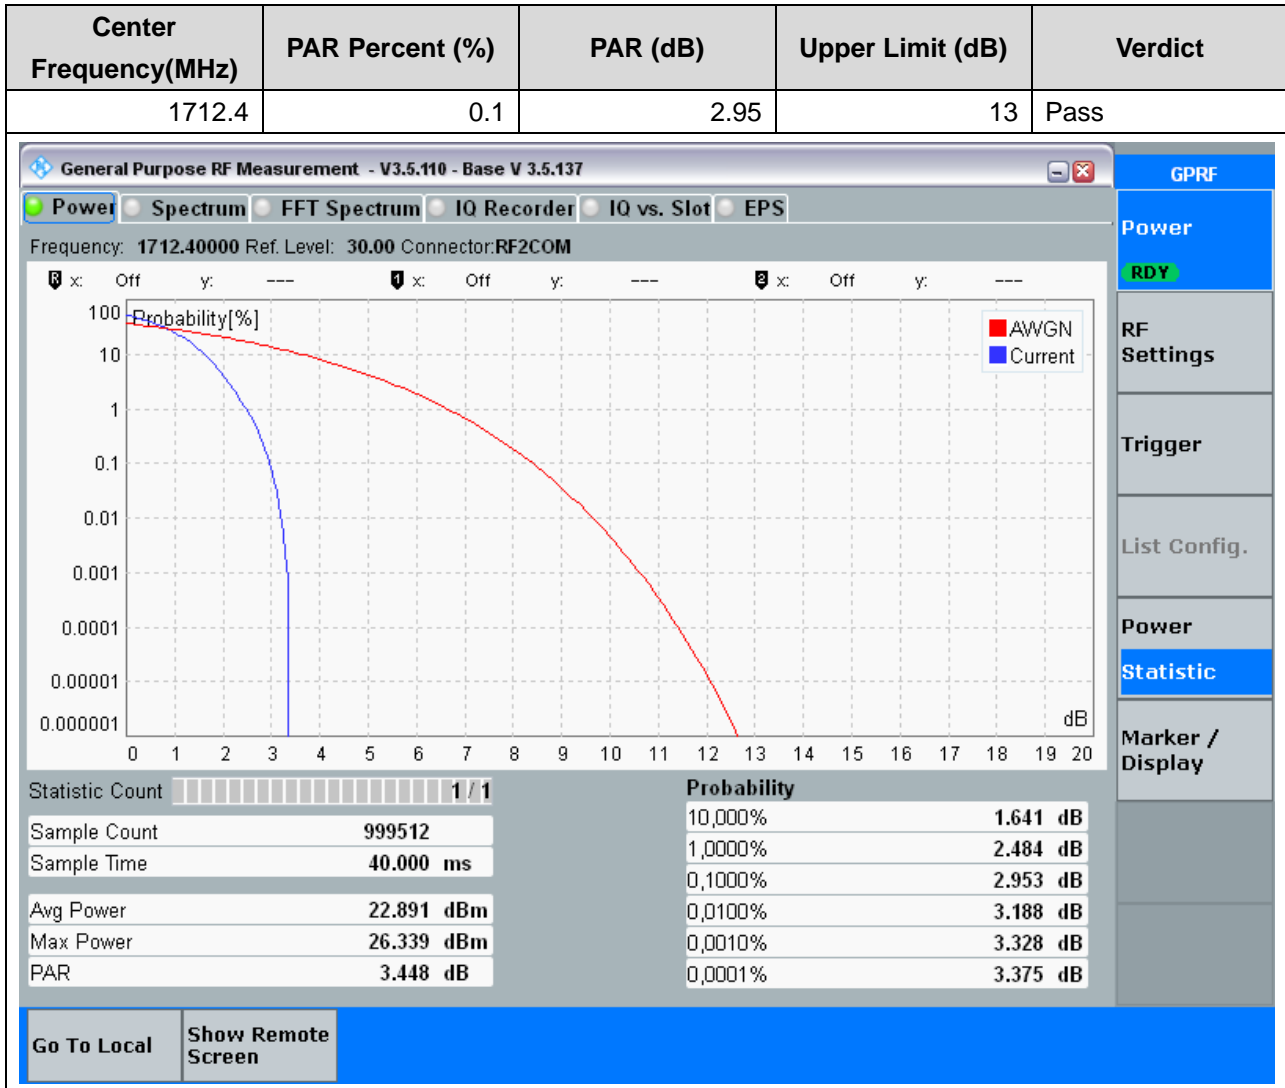 Center Frequency(MHz) PAR Percent (%) PAR (dB) Upper Limit (dB) Verdict
1712.4 0.1 2.95 13 Pass
General Purpose RF Measurement - V3.5.110 - Base V 3.5.137
GPRF
Power Spectrum FFT Spectrum IQ Recorder IQ vs. Slot EPS
Frequency: 1712.40000 Ref. Level: 30.00 Connector:RF2COM
R x: Off y: --- 1 x: Off y: --- 2 x: Off y: ---
Probability[%]
100
10
1
0.1
0.01
0.001
0.0001
0.00001
0.000001
AWGN
Current
dB
0 1 2 3 4 5 6 7 8 9 10 11 12 13 14 15 16 17 18 19 20
Statistic Count 1 / 1
Sample Count 999512
Sample Time 40.000 ms
Avg Power 22.891 dBm
Max Power 26.339 dBm
PAR 3.448 dB
Probability
10,000% 1.641 dB
1,0000% 2.484 dB
0,1000% 2.953 dB
0,0100% 3.188 dB
0,0010% 3.328 dB
0,0001% 3.375 dB
Power
RDY
RF
Settings
Trigger
List Config.
Power
Statistic
Marker /
Display
Go To Local
Show Remote
Screen